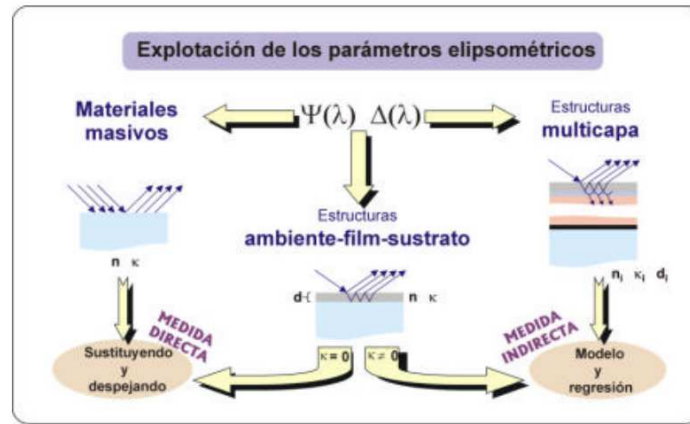 Explotación de los parámetros elipsométricos
Materiales
masivos
Ψ(λ) Δ(λ)
Estructuras
multicapa
Estructuras
ambiente-film-sustrato
n κ
d
n κ
nᵢ κᵢ dᵢ
MEDIDA
DIRECTA
MEDIDA
INDIRECTA
κ = 0
κ ≠ 0
Sustituyendo
y
despejando
Modelo
y
regresión